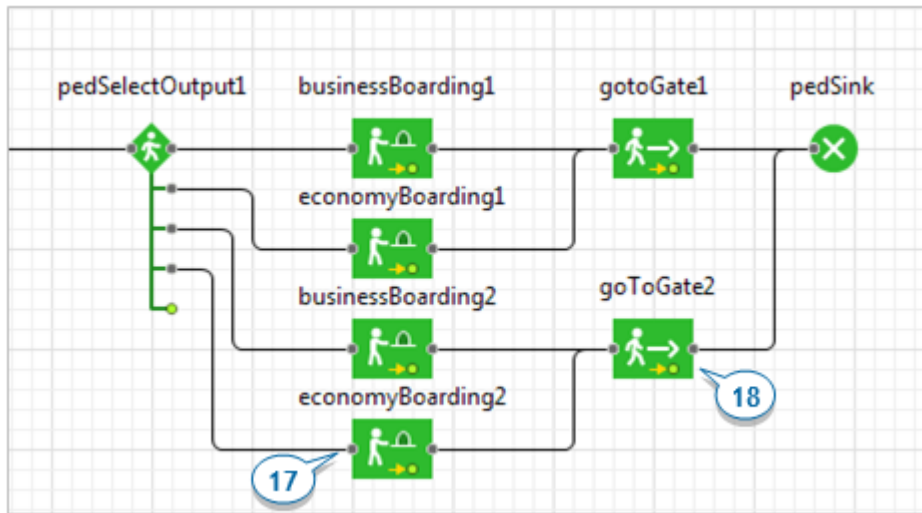 pedSelectOutput1 businessBoarding1 gotoGate1 pedSink
economyBoarding1
businessBoarding2 goToGate2
economyBoarding2
18
17